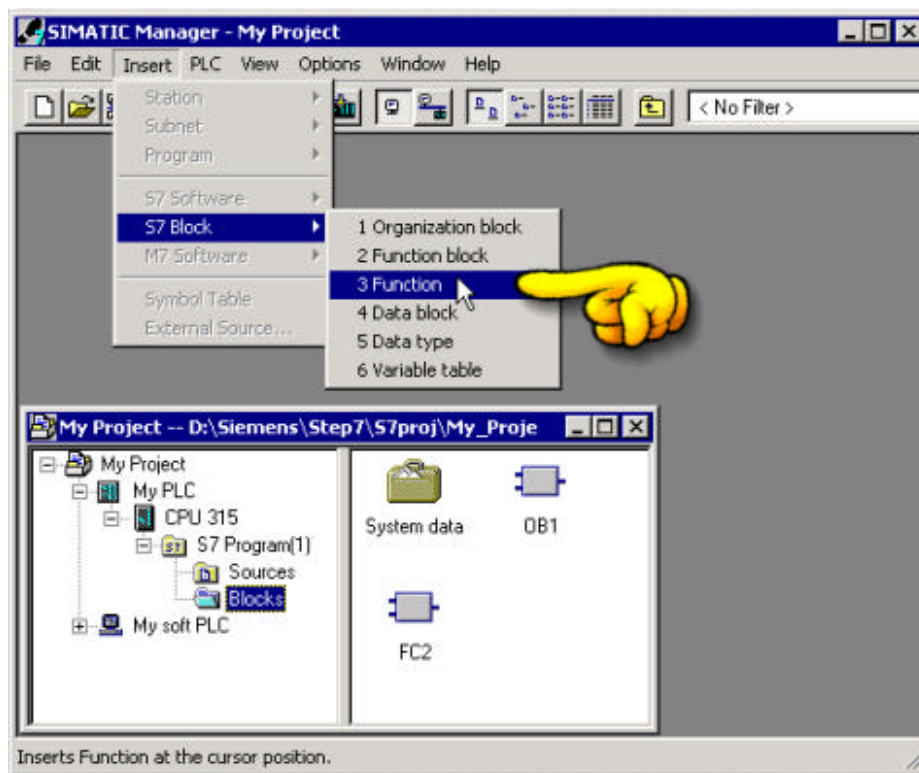 SIMATIC Manager - My Project
File Edit Insert PLC View Options Window Help
< No Filter >
Station
Subnet
Program
S7 Software
S7 Block
M7 Software
Symbol Table
External Source...
1 Organization block
2 Function block
3 Function
4 Data block
5 Data type
6 Variable table
My Project -- D:\Siemens\Step7\S7proj\My_Proje
My Project
My PLC
CPU 315
S7 Program(1)
Sources
Blocks
My soft PLC
System data
OB1
FC2
Inserts Function at the cursor position.